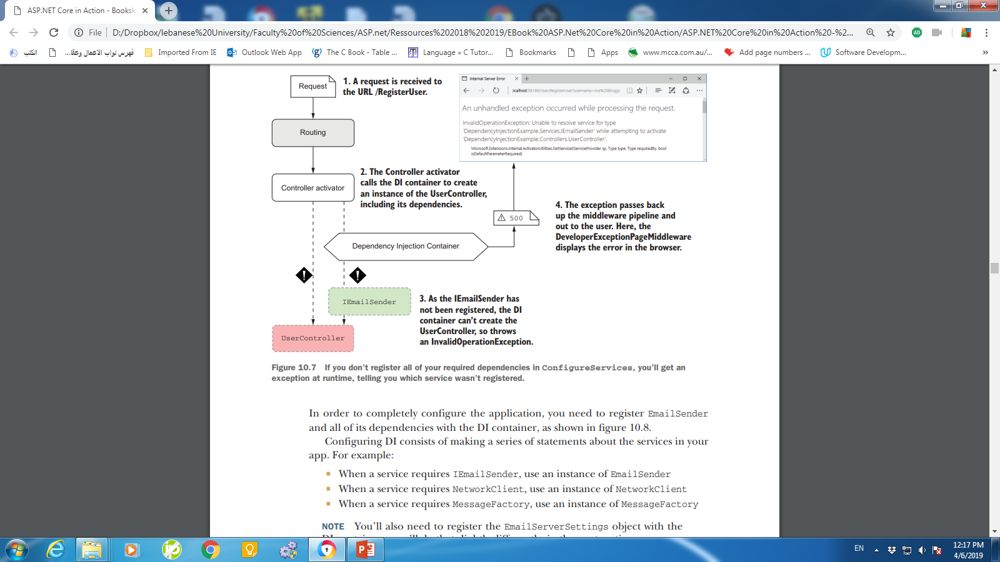 ASP.NET Core in Action - Booksk
File | D:/Dropbox/lebanese%20University/Faculty%20of%20Sciences/ASP.net/Ressources%202018%202019/EBook%20ASP.Net%20Core%20in%20Action/ASP.NET%20Core%20in%20Action%20-%2...
الكتب
فهرس ثواب الاعمال وعقا...
Imported From IE
Outlook Web App
The C Book - Table ...
Language « C Tutor...
Bookmarks
Apps
www.mcca.com.au/...
Add page numbers ...
Software Developm...
»
Request
1. A request is received to
the URL /RegisterUser.
Internal Server Error
ocalhost:58169/User/RegisterUser?username=Joe%20Bloggs
An unhandled exception occurred while processing the request.
InvalidOperationException: Unable to resolve service for type
'DependencyInjectionExample.Services.IEmailSender' while attempting to activate
'DependencyInjectionExample.Controllers.UserController'.
Microsoft.Extensions.Internal.ActivatorUtilities.GetService(IServiceProvider sp, Type type, Type requiredBy, bool
isDefaultParameterRequired)
Routing
Controller activator
2. The Controller activator
calls the DI container to create
an instance of the UserController,
including its dependencies.
500
4. The exception passes back
up the middleware pipeline and
out to the user. Here, the
DeveloperExceptionPageMiddleware
displays the error in the browser.
Dependency Injection Container
IEmailSender
3. As the IEmailSender has
not been registered, the DI
container can't create the
UserController, so throws
an InvalidOperationException.
UserController
Figure 10.7 If you don't register all of your required dependencies in ConfigureServices, you'll get an
exception at runtime, telling you which service wasn't registered.
In order to completely configure the application, you need to register EmailSender
and all of its dependencies with the DI container, as shown in figure 10.8.
Configuring DI consists of making a series of statements about the services in your
app. For example:
When a service requires IEmailSender, use an instance of EmailSender
When a service requires NetworkClient, use an instance of NetworkClient
When a service requires MessageFactory, use an instance of MessageFactory
NOTE You'll also need to register the EmailServerSettings object with the
EN
12:17 PM
4/6/2019